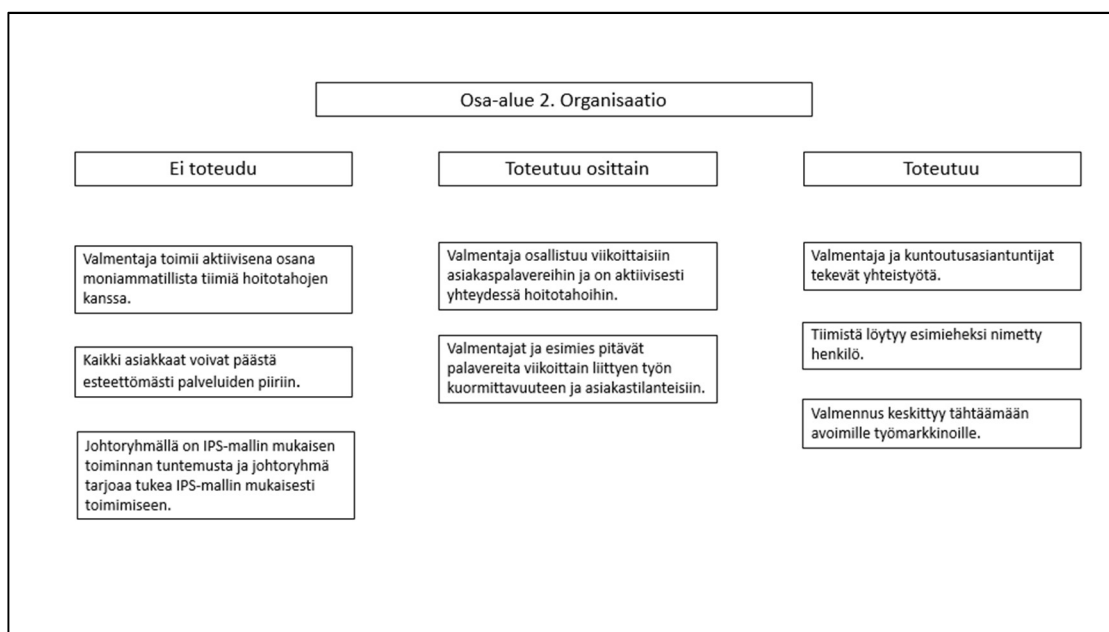 Osa-alue 2. Organisaatio
Ei toteudu
Valmentaja toimii aktiivisena osana
moniammatillista tiimiä hoitotahojen
kanssa.
Kaikki asiakkaat voivat päästä
esteettömästi palveluiden piiriin.
Johtoryhmällä on IPS-mallin mukaisen
toiminnan tuntemusta ja johtoryhmä
tarjoaa tukea IPS-mallin mukaisesti
toimimiseen.
Toteutuu osittain
Valmentaja osallistuu viikoittaisiin
asiakaspalavereihin ja on aktiivisesti
yhteydessä hoitotahoihin.
Valmentajat ja esimies pitävät
palavereita viikoittain liittyen työn
kuormittavuuteen ja asiakastilanteisiin.
Toteutuu
Valmentaja ja kuntoutusasiantuntijat
tekevät yhteistyötä.
Tiimistä löytyy esimieheksi nimetty
henkilö.
Valmennus keskittyy tähtäämään
avoimille työmarkkinoille.